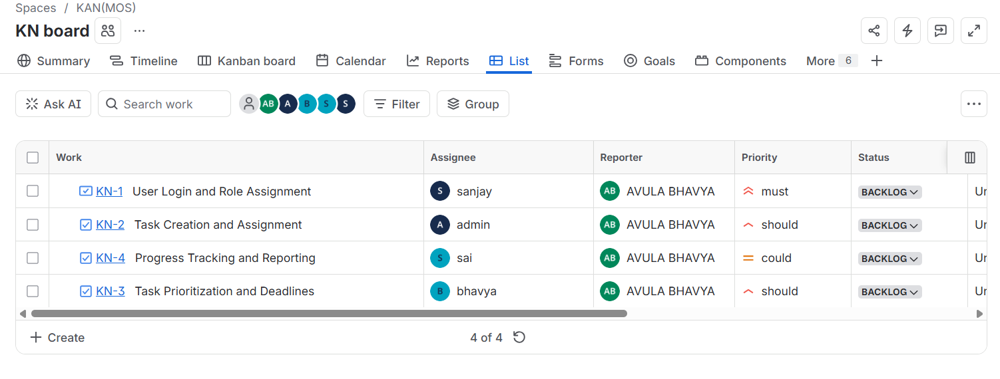 Spaces / KAN(MOS)
KN board
Summary Timeline Kanban board Calendar Reports List Forms Goals Components More 6
Ask AI Search work AB A B S S Filter Group
Work Assignee Reporter Priority Status
KN-1 User Login and Role Assignment S sanjay AB AVULA BHAVYA must BACKLOG Un
KN-2 Task Creation and Assignment A admin AB AVULA BHAVYA should BACKLOG Un
KN-4 Progress Tracking and Reporting S sai AB AVULA BHAVYA could BACKLOG Un
KN-3 Task Prioritization and Deadlines B bhavya AB AVULA BHAVYA should BACKLOG Un
Create 4 of 4